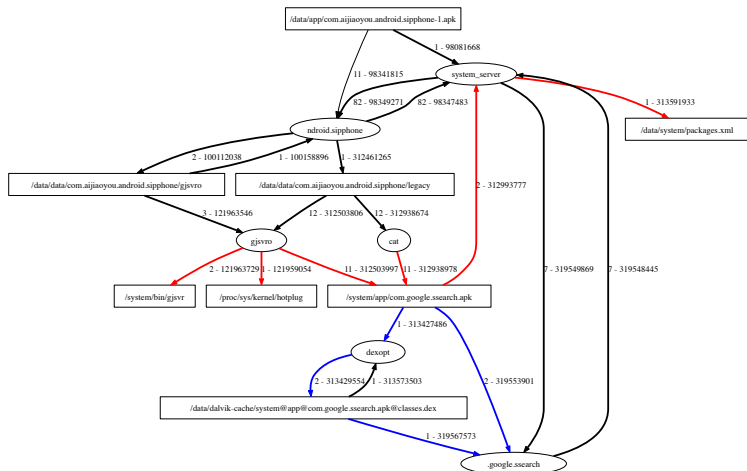 /data/app/com.aijiaoyou.android.sipphone-1.apk
1 - 98081668
11 - 98341815
system_server
82 - 98349271
82 - 98347483
1 - 313591933
ndroid.sipphone
/data/system/packages.xml
2 - 100112038
1 - 100158896
1 - 312461265
2 - 312993777
/data/data/com.aijiaoyou.android.sipphone/gjsvro
/data/data/com.aijiaoyou.android.sipphone/legacy
3 - 121963546
12 - 312503806
12 - 312938674
gjsvro
cat
7 - 319549869
7 - 319548445
2 - 121963729
1 - 121959054
11 - 312503997
11 - 312938978
/system/bin/gjsvr
/proc/sys/kernel/hotplug
/system/app/com.google.ssearch.apk
1 - 313427486
dexopt
2 - 313429554
1 - 313573503
2 - 319553901
/data/dalvik-cache/system@app@com.google.ssearch.apk@classes.dex
1 - 319567573
.google.ssearch